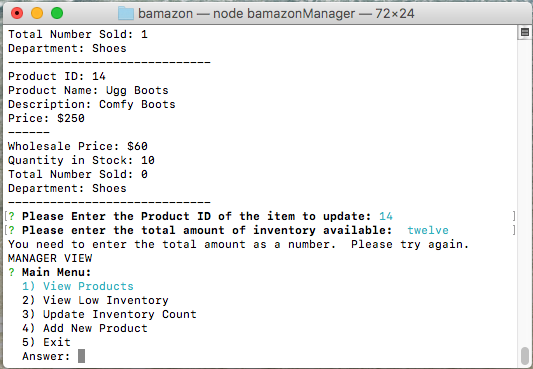 bamazon — node bamazonManager — 72×24
Total Number Sold: 1
Department: Shoes
-----------------------------
Product ID: 14
Product Name: Ugg Boots
Description: Comfy Boots
Price: $250
------
Wholesale Price: $60
Quantity in Stock: 10
Total Number Sold: 0
Department: Shoes
-----------------------------
[? Please Enter the Product ID of the item to update: 14 ]
[? Please enter the total amount of inventory available:  twelve ]
You need to enter the total amount as a number.  Please try again.
MANAGER VIEW
? Main Menu:
1) View Products
2) View Low Inventory
3) Update Inventory Count
4) Add New Product
5) Exit
Answer: